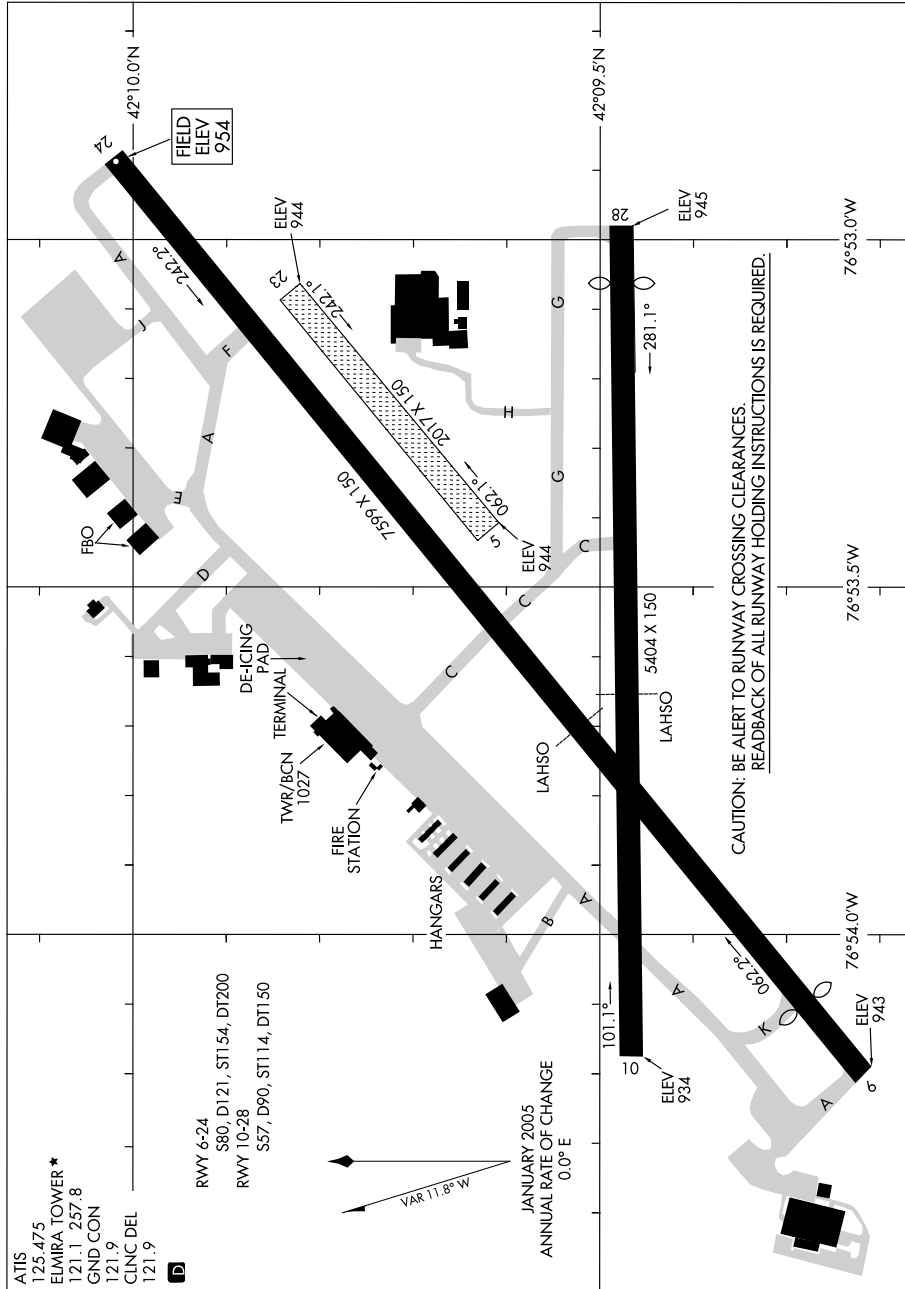 ATIS
125.475
ELMIRA TOWER ★
121.1 257.8
GND CON
121.9
CLNC DEL
121.9
D
RWY 6-24
S80, D121, ST154, DT200
RWY 10-28
S57, D90, ST114, DT150
VAR 11.8° W
JANUARY 2005
ANNUAL RATE OF CHANGE
0.0° E
FBO
DE-ICING
PAD
TERMINAL
TWR/BCN
1027
FIRE
STATION
HANGARS
A
J
F
A
E
D
C
C
C
B
A
A
K
A
G
G
H
24
FIELD
ELEV
954
242.2°
7599 X 150
062.2°
6
ELEV
943
23
ELEV
944
242.1°
2017 X 150
062.1°
5
ELEV
944
LAHSO
LAHSO
10
101.1°
ELEV
934
5404 X 150
281.1°
28
ELEV
945
42°10.0'N
42°09.5'N
76°53.0'W
76°53.5'W
76°54.0'W
CAUTION: BE ALERT TO RUNWAY CROSSING CLEARANCES.
READBACK OF ALL RUNWAY HOLDING INSTRUCTIONS IS REQUIRED.